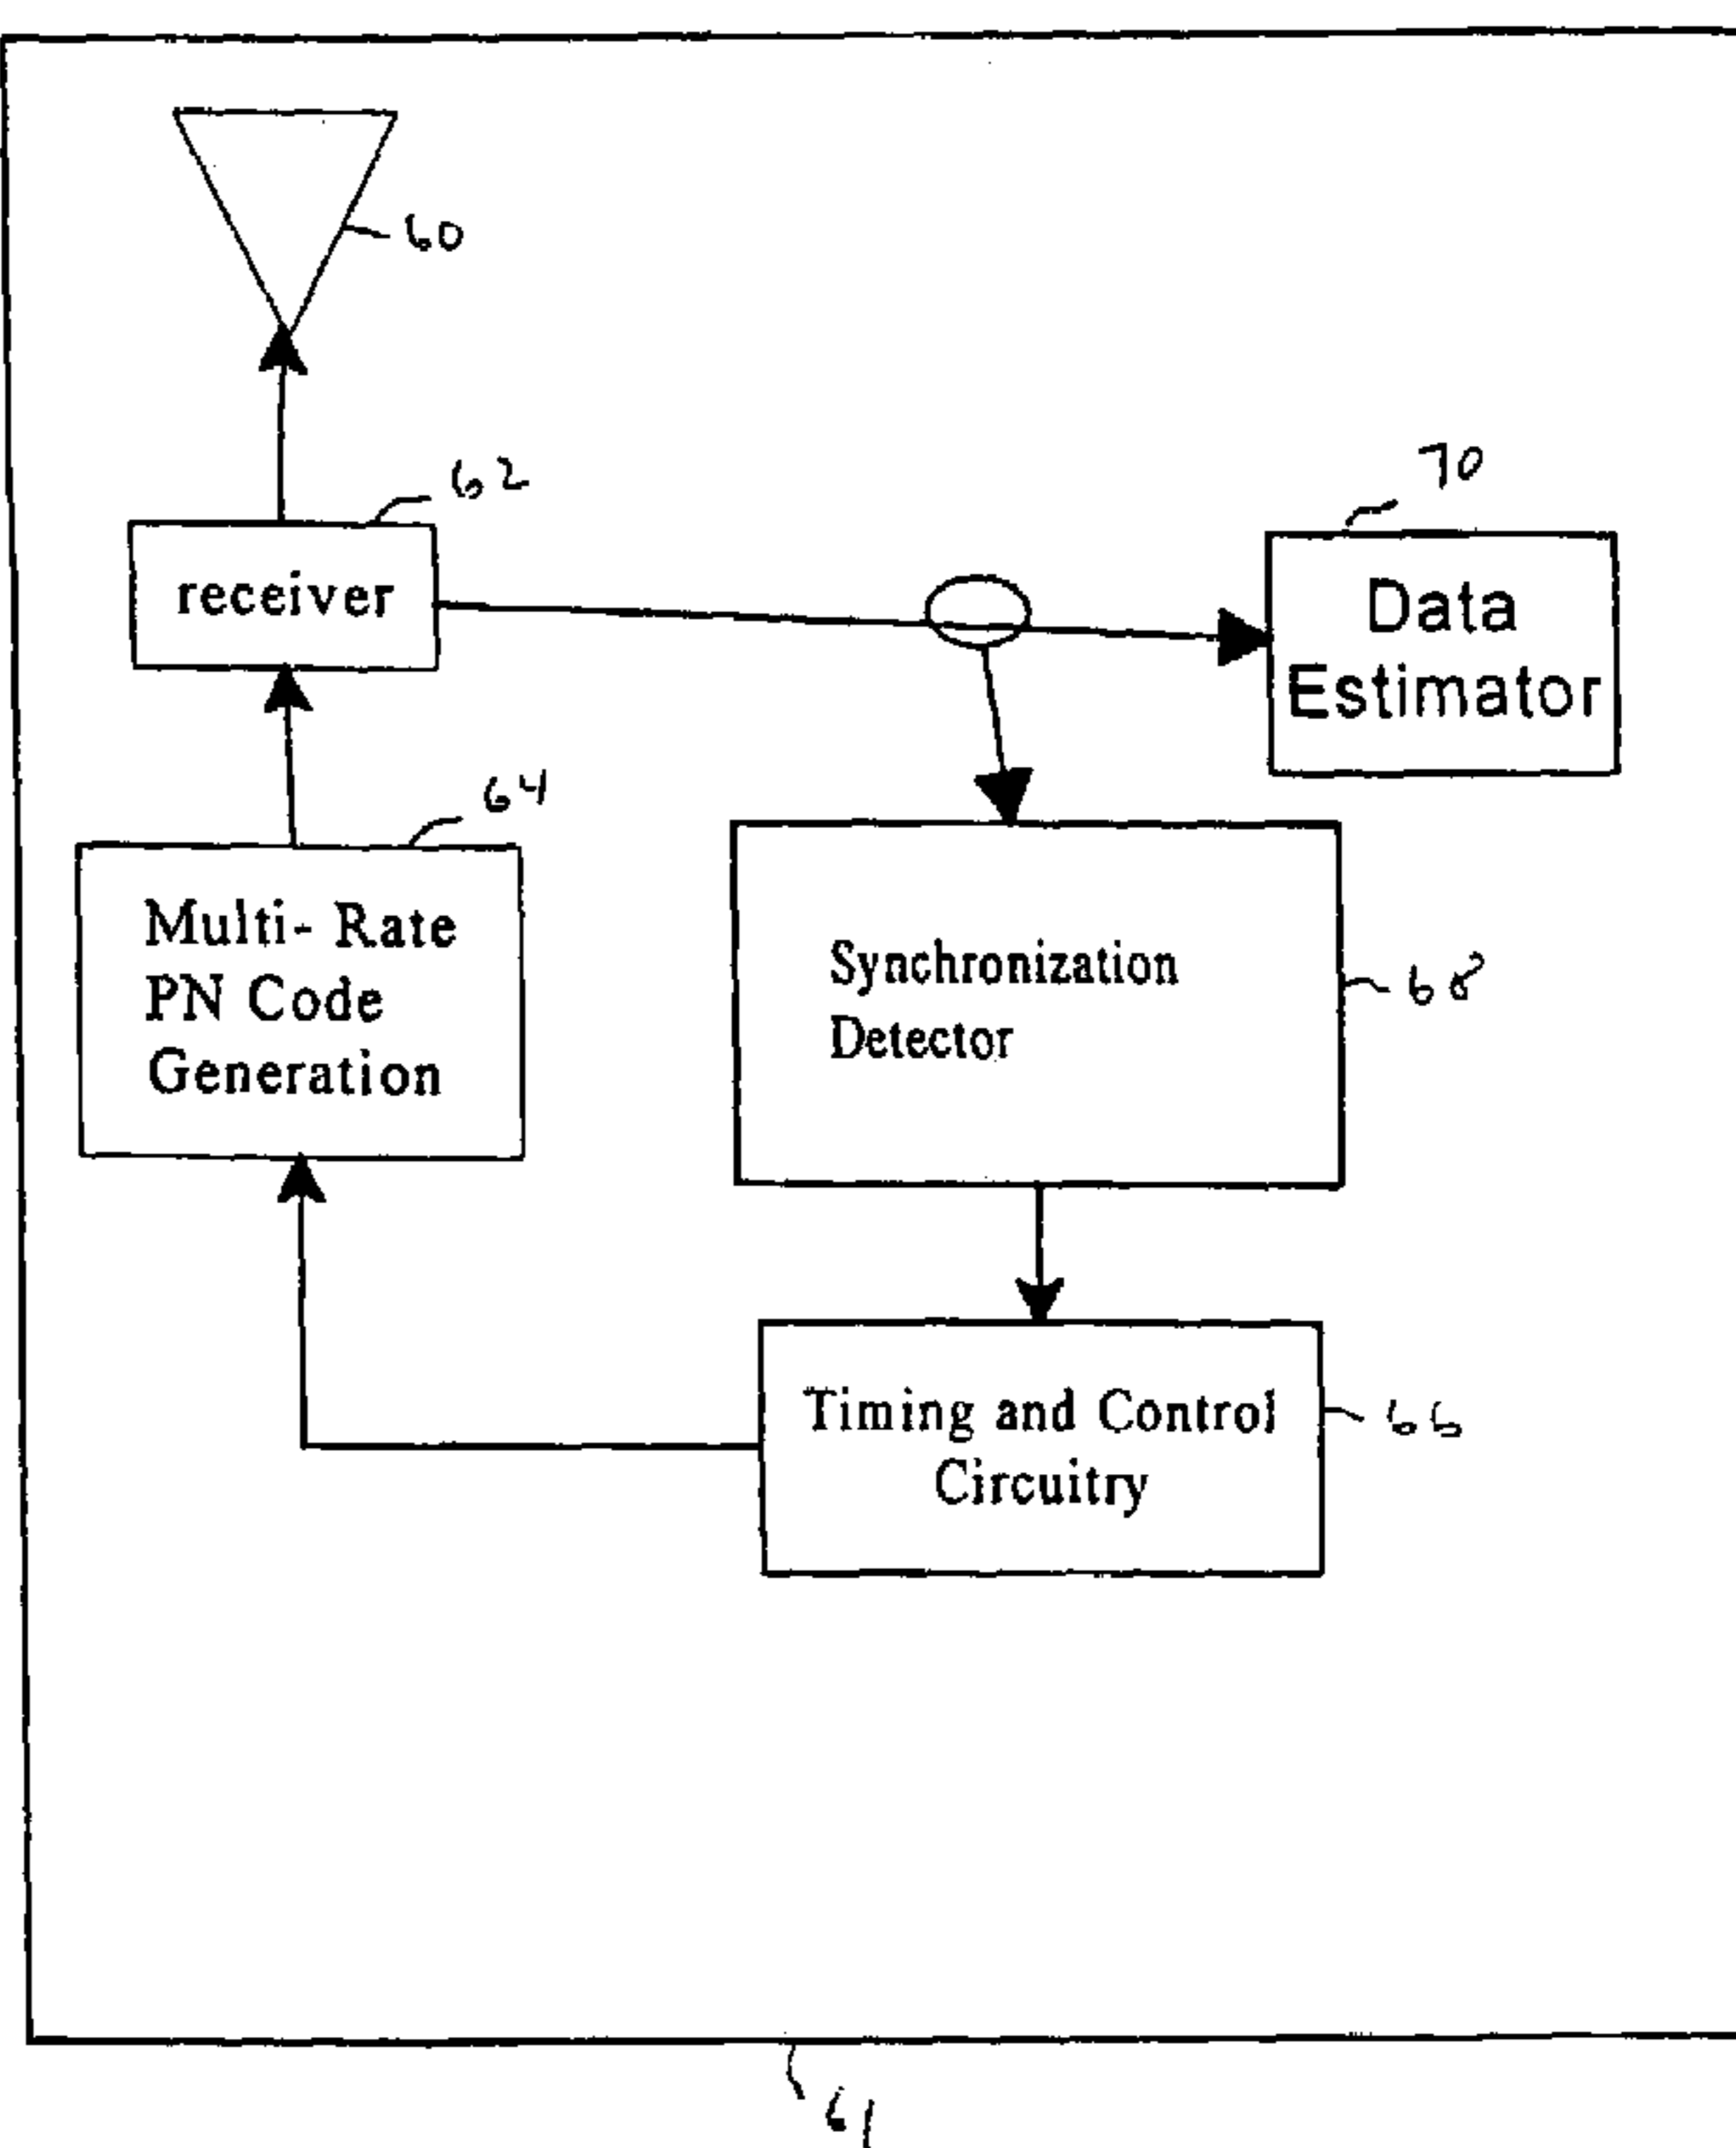 60
62
receiver
70
Data
Estimator
64
Multi- Rate
PN Code
Generation
Synchronization
Detector
68
Timing and Control
Circuitry
66
61